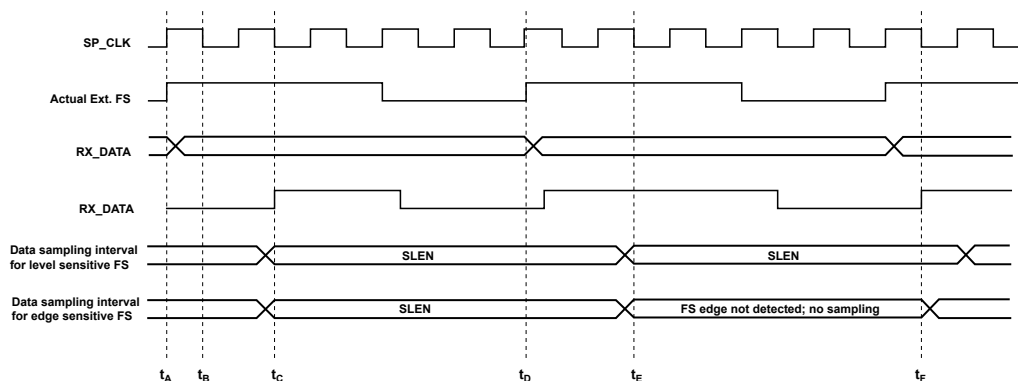 SP_CLK
Actual Ext. FS
RX_DATA
RX_DATA
Data sampling interval
for level sensitive FS
SLEN
SLEN
Data sampling interval
for edge sensitive FS
SLEN
FS edge not detected; no sampling
tA
tB
tC
tD
tE
tF